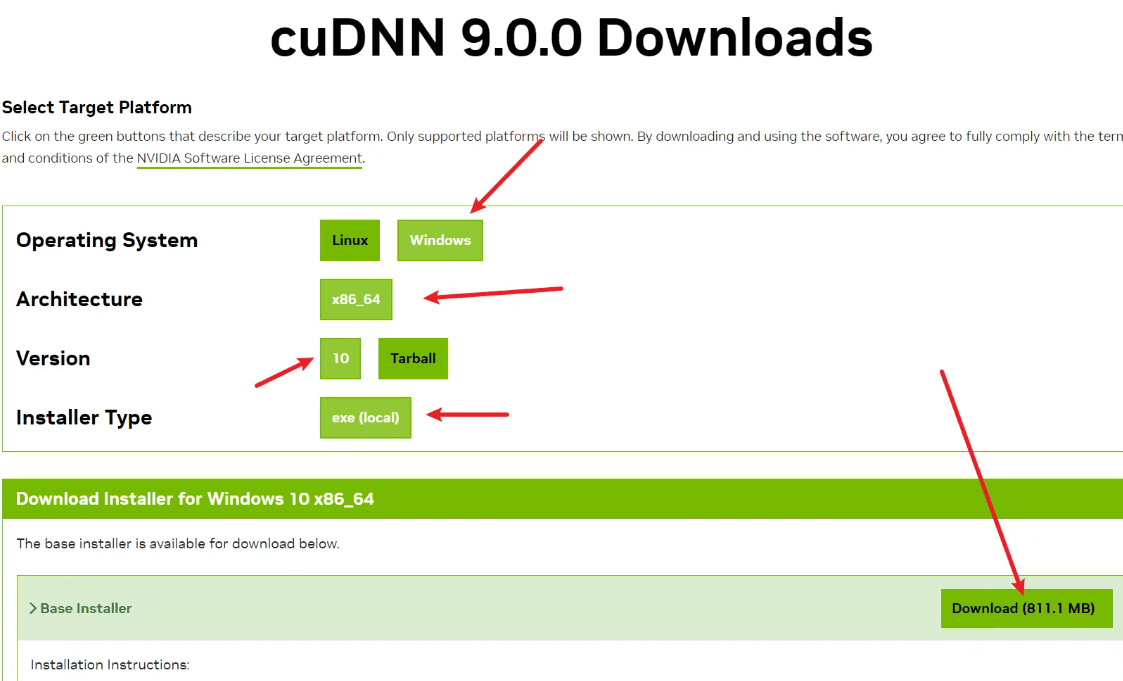 cuDNN 9.0.0 Downloads
Select Target Platform
Click on the green buttons that describe your target platform. Only supported platforms will be shown. By downloading and using the software, you agree to fully comply with the
and conditions of the NVIDIA Software License Agreement.
Operating System Linux Windows
Architecture x86_64
Version 10 Tarball
Installer Type exe (local)
Download Installer for Windows 10 x86_64
The base installer is available for download below.
Base Installer Download (811.1 MB)
Installation Instructions: